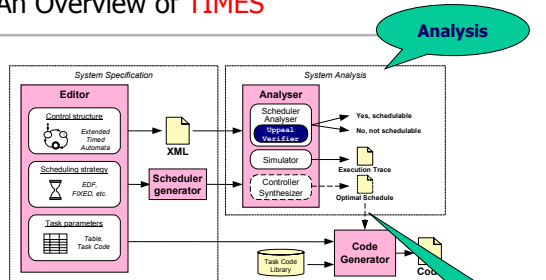 An Overview of TIMES
Analysis
System Specification
System Analysis
Editor
Control structure
Extended
Timed
Automata
Scheduling strategy
EDF,
FIXED, etc.
Task parameters
Table,
Task Code
XML
Scheduler
generator
Analyser
Scheduler
Analyser
Uppaal
Verifier
Simulator
Controller
Synthesizer
Yes, schedulable
No, not schedulable
Execution Trace
Optimal Schedule
Task Code
Library
Code
Generator